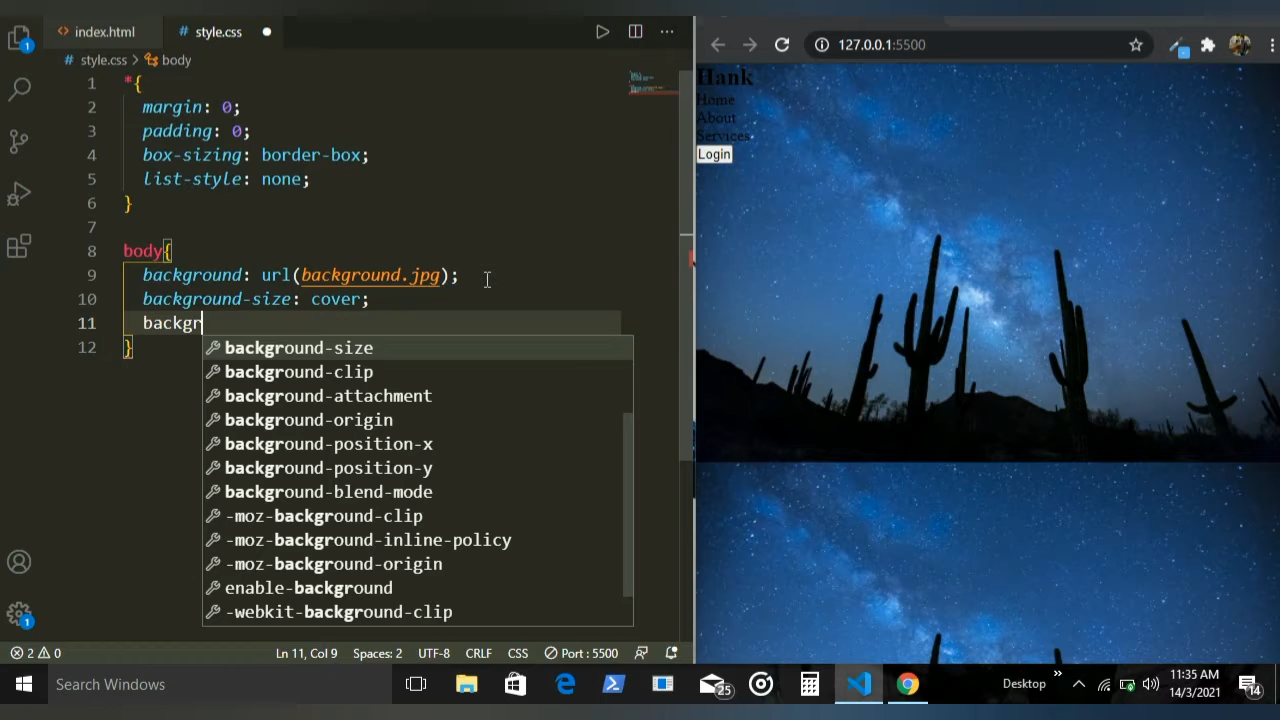 index.html
style.css
127.0.0.1:5500
style.css > body
1 *{
2 margin: 0;
3 padding: 0;
4 box-sizing: border-box;
5 list-style: none;
6 }
7
8 body{
9 background: url(background.jpg);
10 background-size: cover;
11 backgr
12 }
background-size
background-clip
background-attachment
background-origin
background-position-x
background-position-y
background-blend-mode
-moz-background-clip
-moz-background-inline-policy
-moz-background-origin
enable-background
-webkit-background-clip
Hank
Home
About
Services
Login
1
1
2 0
Ln 11, Col 9
Spaces: 2
UTF-8
CRLF
CSS
Port : 5500
Search Windows
25
Desktop
11:35 AM
14/3/2021
14